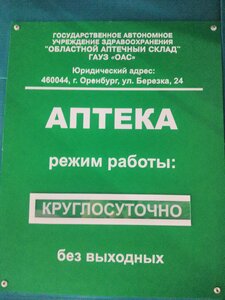 ГОСУДАРСТВЕННОЕ АВТОНОМНОЕ
УЧРЕЖДЕНИЕ ЗДРАВООХРАНЕНИЯ
"ОБЛАСТНОЙ АПТЕЧНЫЙ СКЛАД"
ГАУЗ «ОАС»
Юридический адрес:
460044, г. Оренбург, ул. Березка, 24
АПТЕКА
режим работы:
КРУГЛОСУТОЧНО
без выходных